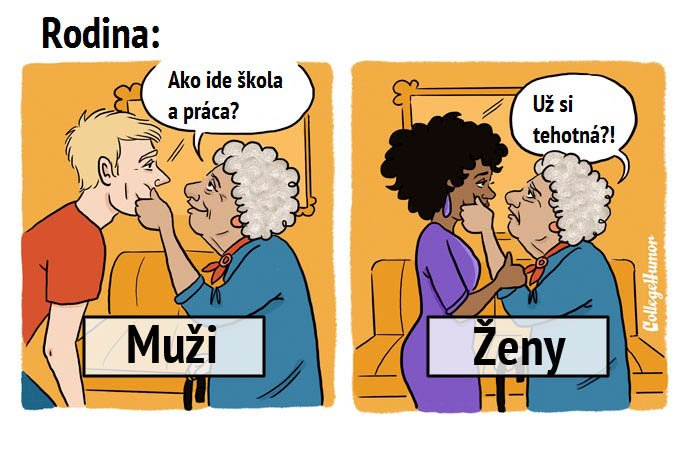 Rodina:
Ako ide škola
a práca?
Muži
Už si
tehotná?!
Ženy
CollegeHumor